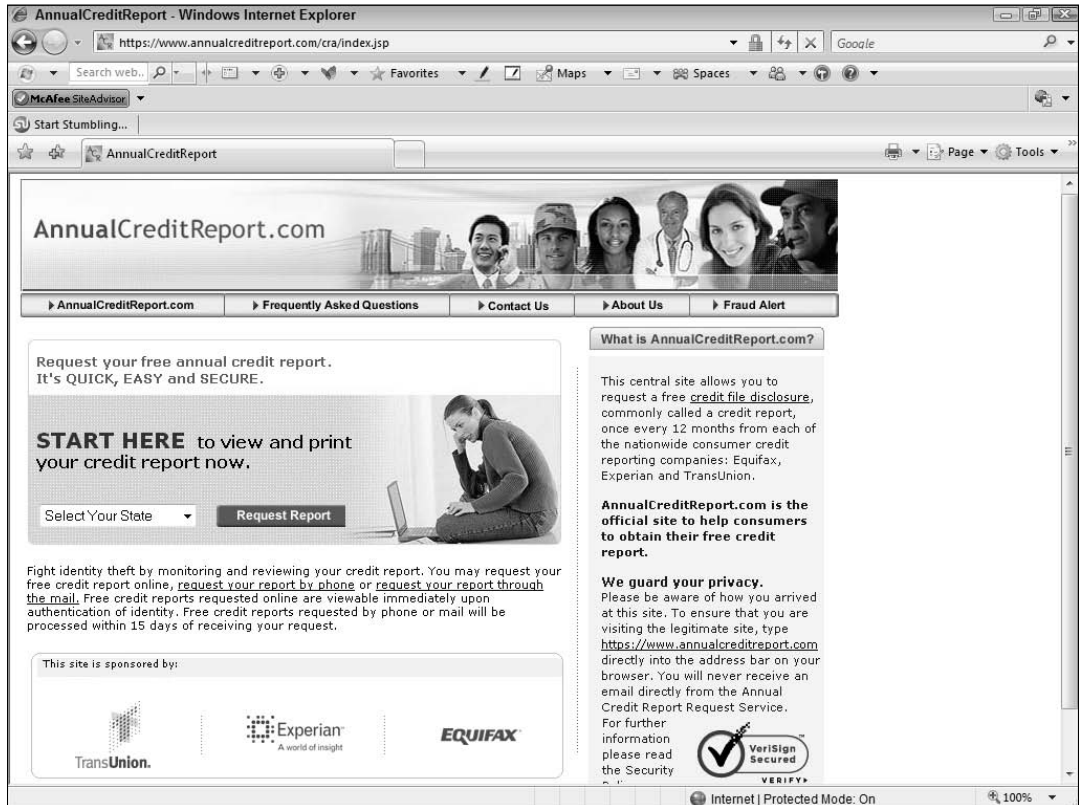 AnnualCreditReport - Windows Internet Explorer
https://www.annualcreditreport.com/cra/index.jsp
Google
Search web..
Favorites
Maps
Spaces
McAfee SiteAdvisor
Start Stumbling...
AnnualCreditReport
Page
Tools
AnnualCreditReport.com
AnnualCreditReport.com
Frequently Asked Questions
Contact Us
About Us
Fraud Alert
Request your free annual credit report.
It's QUICK, EASY and SECURE.
START HERE to view and print
your credit report now.
Select Your State
Request Report
Fight identity theft by monitoring and reviewing your credit report. You may request your
free credit report online, request your report by phone or request your report through
the mail. Free credit reports requested online are viewable immediately upon
authentication of identity. Free credit reports requested by phone or mail will be
processed within 15 days of receiving your request.
This site is sponsored by:
TransUnion.
Experian
A world of insight
EQUIFAX
What is AnnualCreditReport.com?
This central site allows you to
request a free credit file disclosure,
commonly called a credit report,
once every 12 months from each of
the nationwide consumer credit
reporting companies: Equifax,
Experian and TransUnion.
AnnualCreditReport.com is the
official site to help consumers
to obtain their free credit
report.
We guard your privacy.
Please be aware of how you arrived
at this site. To ensure that you are
visiting the legitimate site, type
https://www.annualcreditreport.com
directly into the address bar on your
browser. You will never receive an
email directly from the Annual
Credit Report Request Service.
For further
information
please read
the Security
VeriSign
Secured
VERIFY
Internet | Protected Mode: On
100%